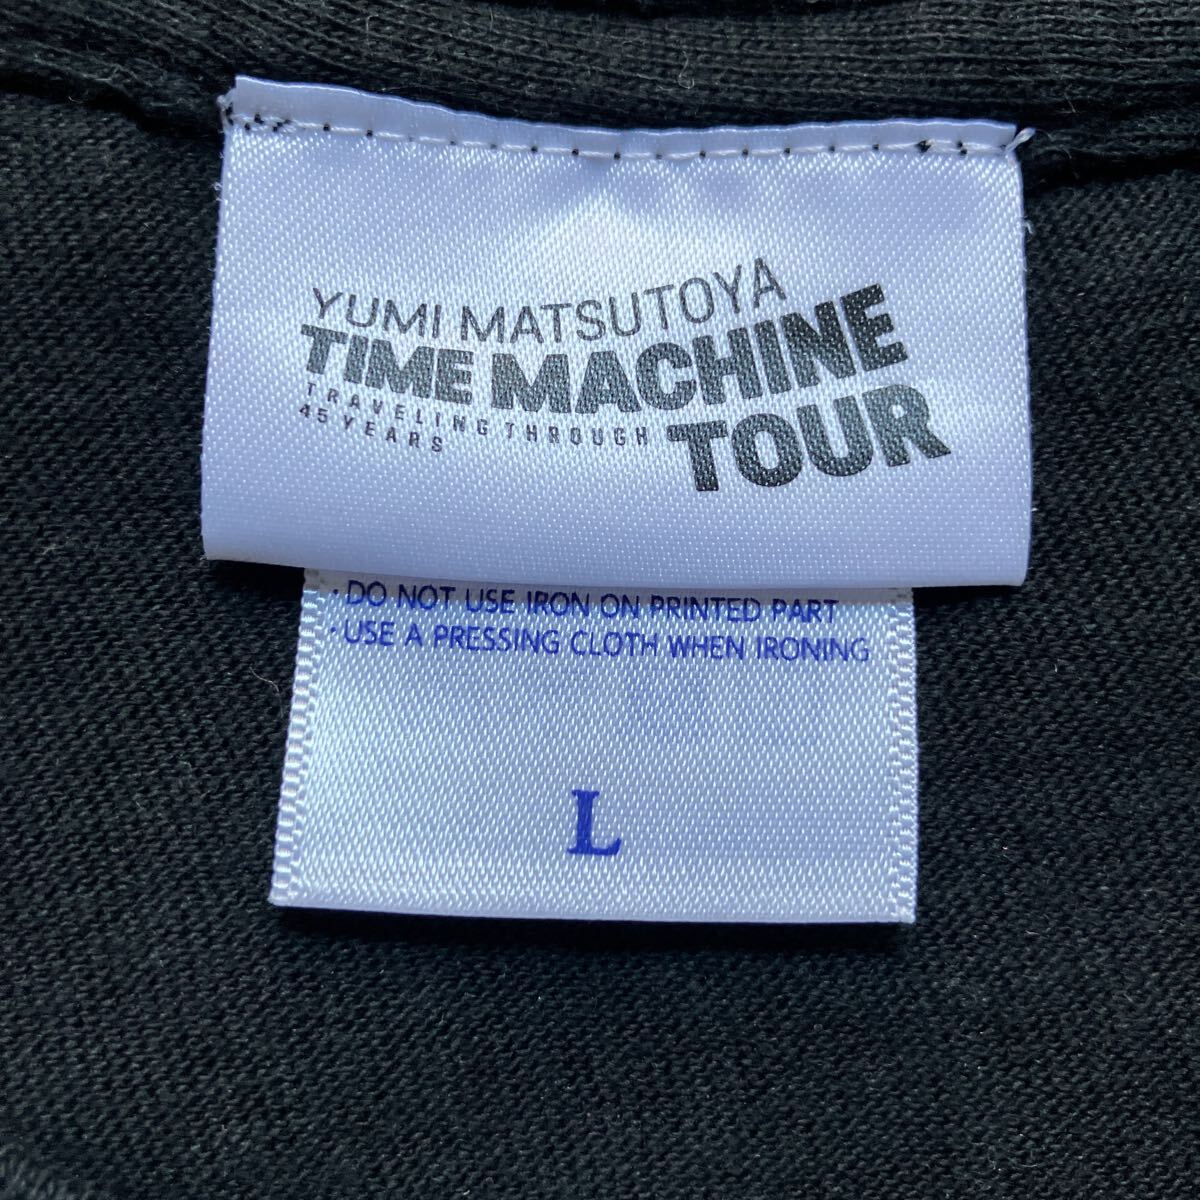 YUMI MATSUTOYA
TIME MACHINE
TRAVELING THROUGH
45 YEARS
TOUR
・DO NOT USE IRON ON PRINTED PART
・USE A PRESSING CLOTH WHEN IRONING
L